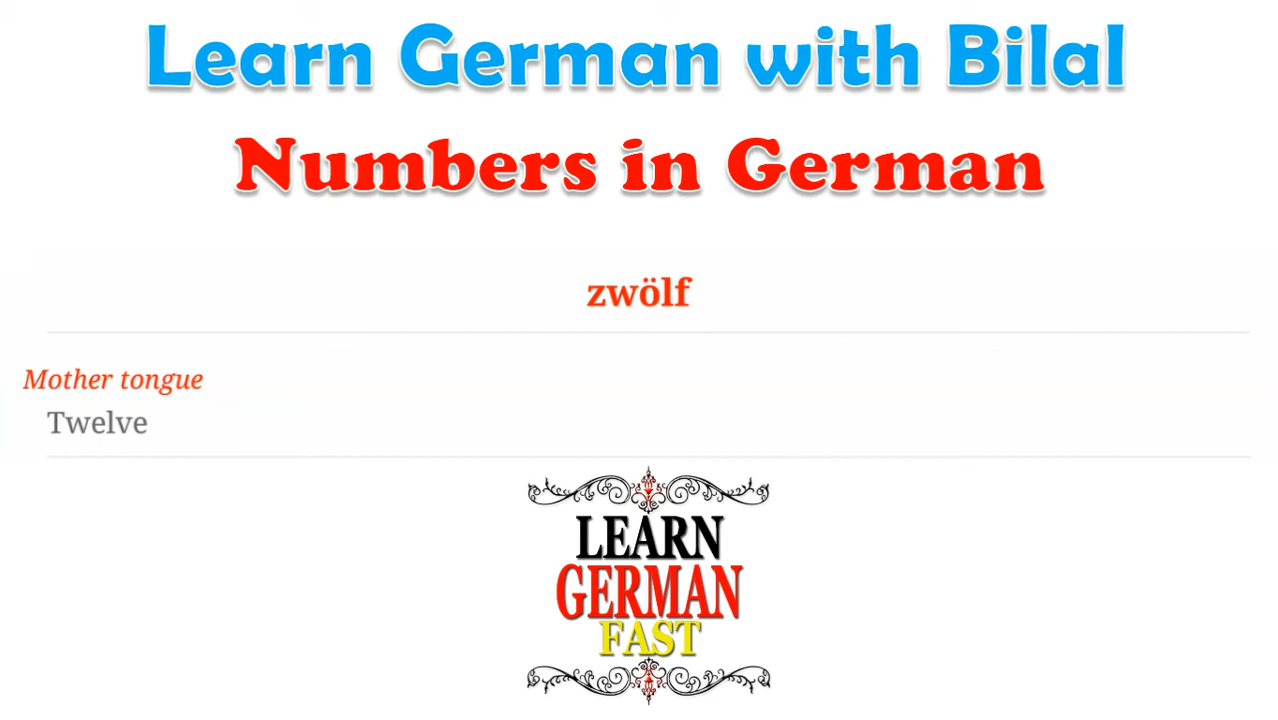 Learn German with Bilal
Numbers in German
zwölf
Mother tongue
Twelve
LEARN
GERMAN
FAST